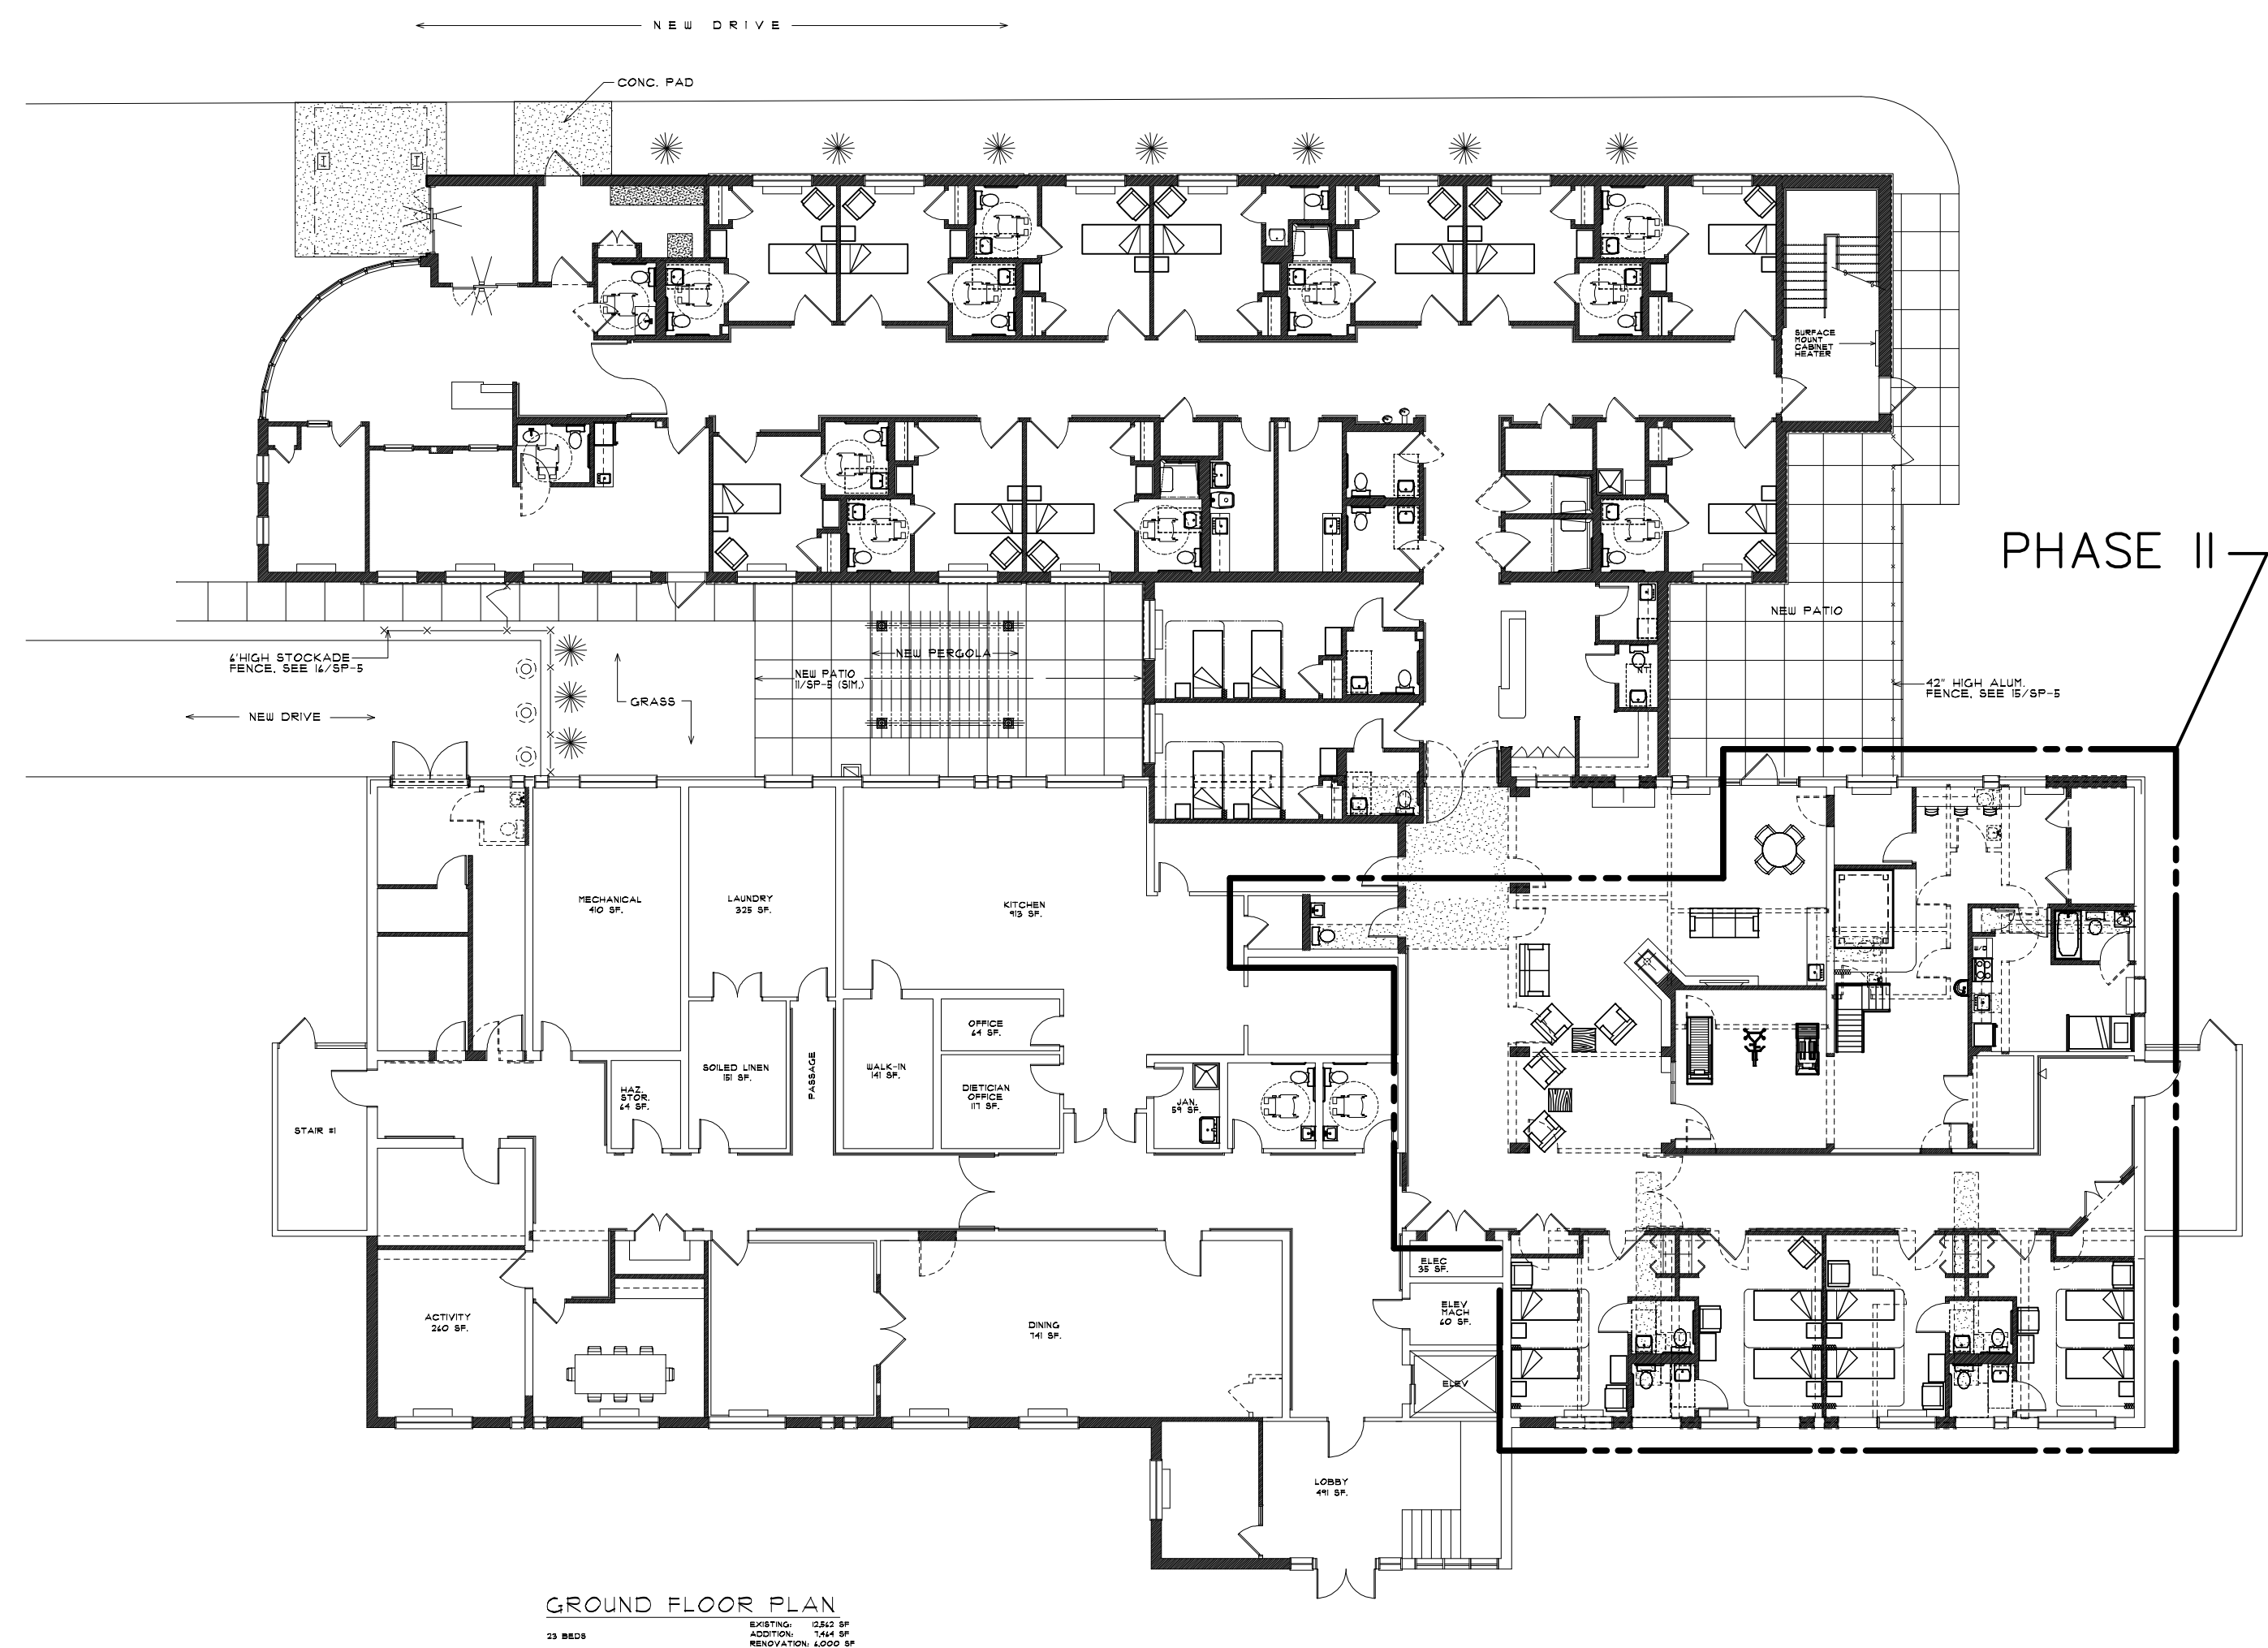 NEW DRIVE
CONC. PAD
SURFACE
MOUNT
CABINET
HEATER
PHASE II
NEW PATIO
6'HIGH STOCKADE
FENCE, SEE 16/SP-5
NEW PERGOLA
NEW PATIO
11/SP-5 (SIM.)
GRASS
42" HIGH ALUM.
FENCE, SEE 15/SP-5
NEW DRIVE
MECHANICAL
410 SF.
LAUNDRY
325 SF.
KITCHEN
913 SF.
OFFICE
64 SF.
SOILED LINEN
151 SF.
PASSAGE
WALK-IN
141 SF.
HAZ.
STOR.
64 SF.
DIETICIAN
OFFICE
117 SF.
JAN.
59 SF.
STAIR #1
ELEC
35 SF.
ACTIVITY
260 SF.
DINING
741 SF.
ELEV
MACH
60 SF.
ELEV
LOBBY
491 SF.
GROUND FLOOR PLAN
23 BEDS
EXISTING: 12,562 SF
ADDITION: 7,464 SF
RENOVATION: 6,000 SF